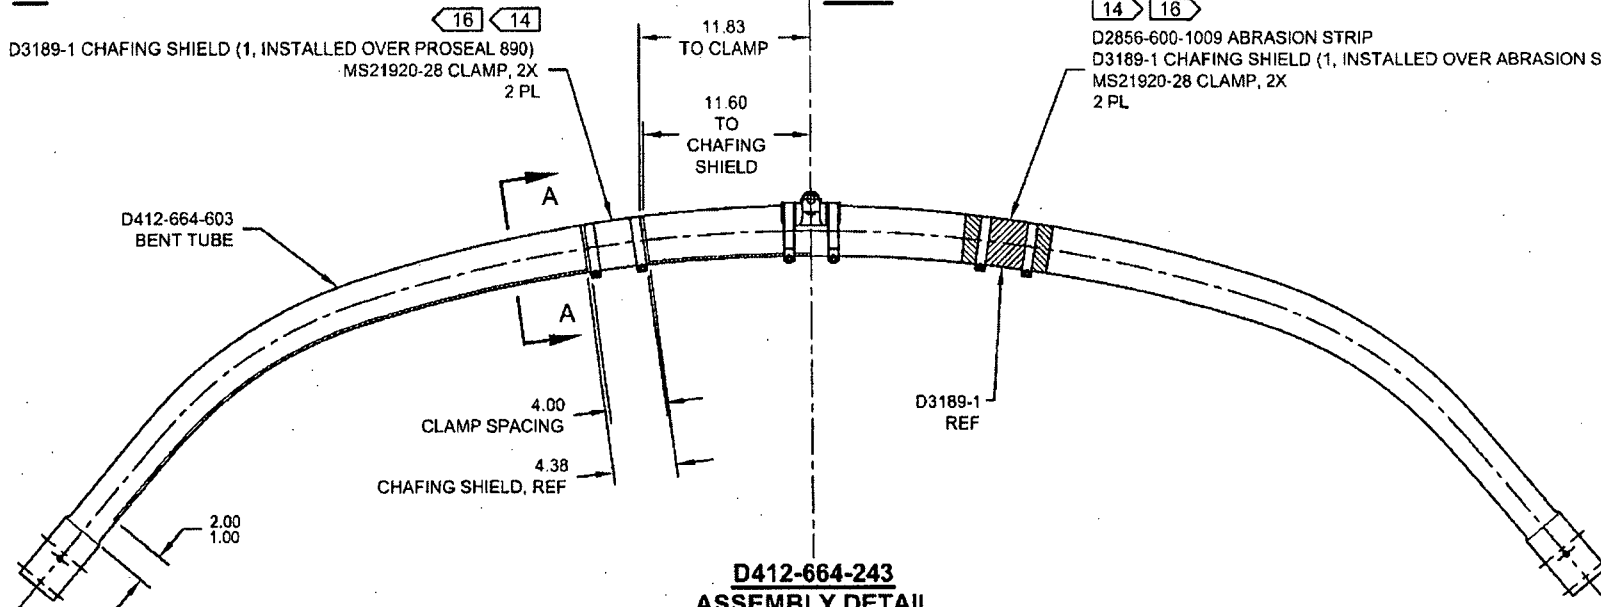 16 14
D3189-1 CHAFING SHIELD (1, INSTALLED OVER PROSEAL 890)
MS21920-28 CLAMP, 2X
2 PL
11.83
TO CLAMP
11.60
TO
CHAFING
SHIELD
14 16
D2856-600-1009 ABRASION STRIP
D3189-1 CHAFING SHIELD (1, INSTALLED OVER ABRASION S
MS21920-28 CLAMP, 2X
2 PL
A
D412-664-603
BENT TUBE
A
4.00
CLAMP SPACING
D3189-1
REF
4.38
CHAFING SHIELD, REF
2.00
1.00
D412-664-243
ASSEMBLY DETAIL